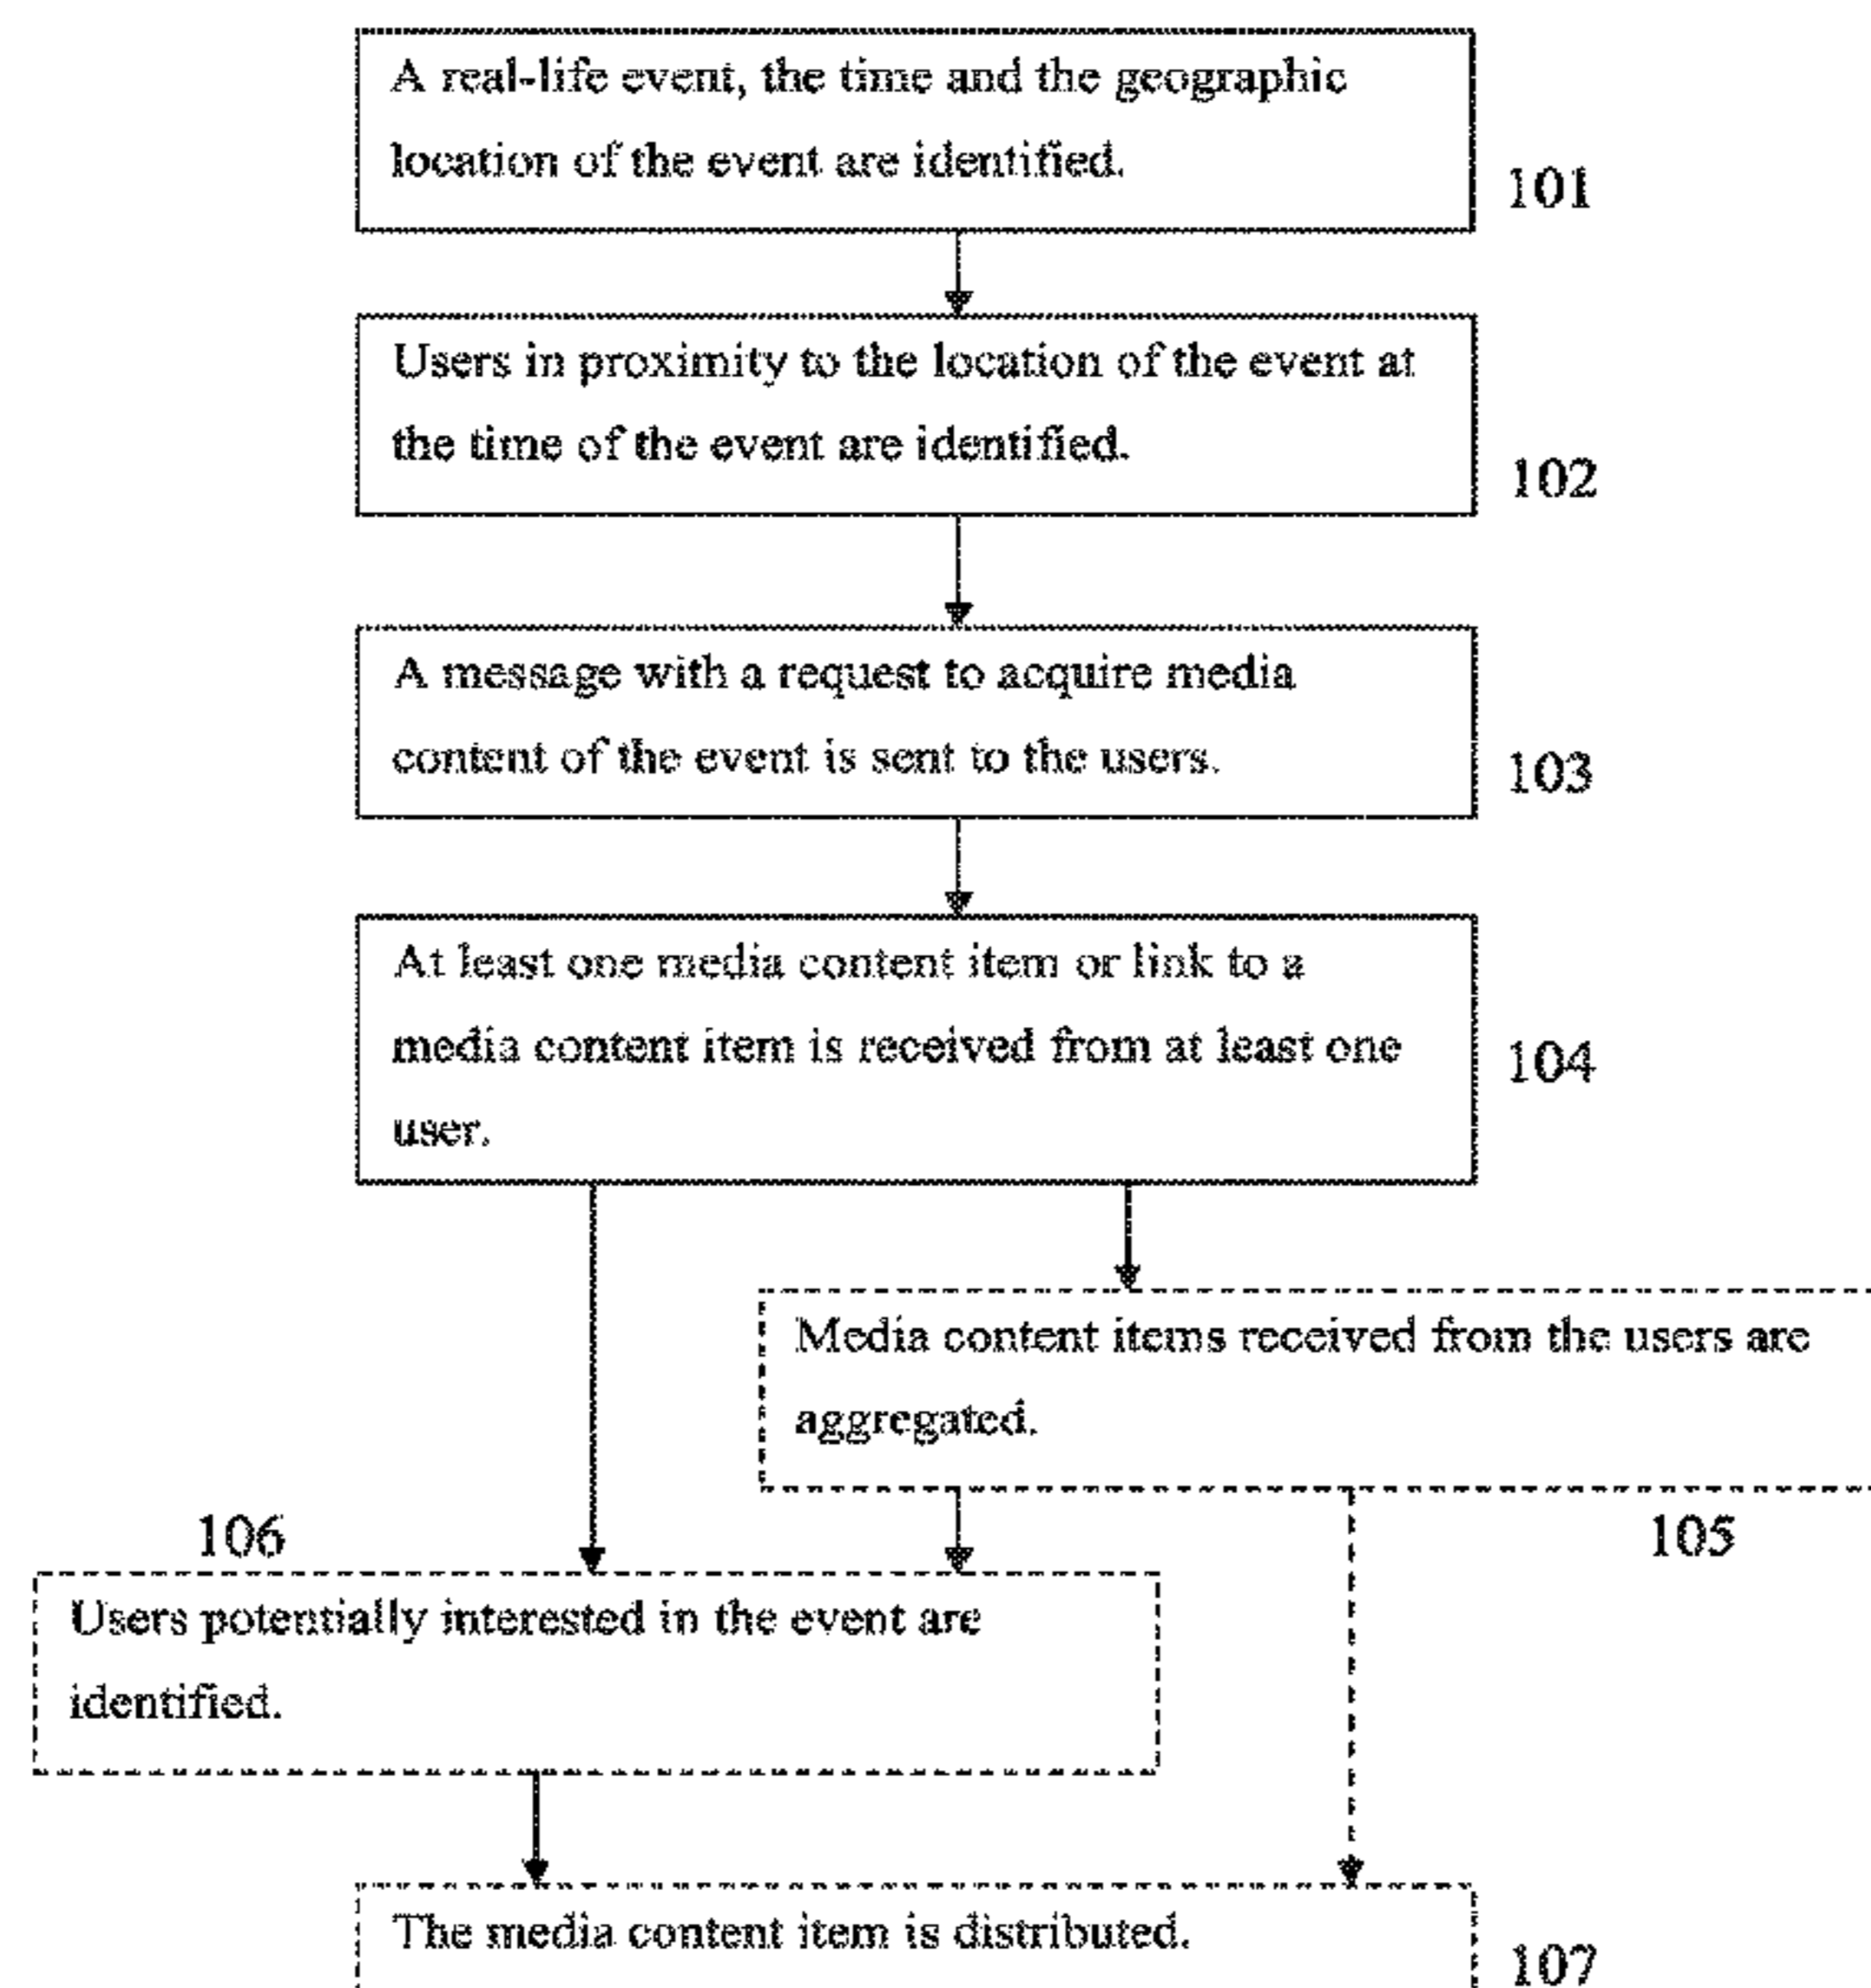 A real-life event, the time and the geographic
location of the event are identified.
101
Users in proximity to the location of the event at
the time of the event are identified.
102
A message with a request to acquire media
content of the event is sent to the users.
103
At least one media content item or link to a
media content item is received from at least one
user.
104
Media content items received from the users are
aggregated.
105
106
Users potentially interested in the event are
identified.
The media content item is distributed.
107